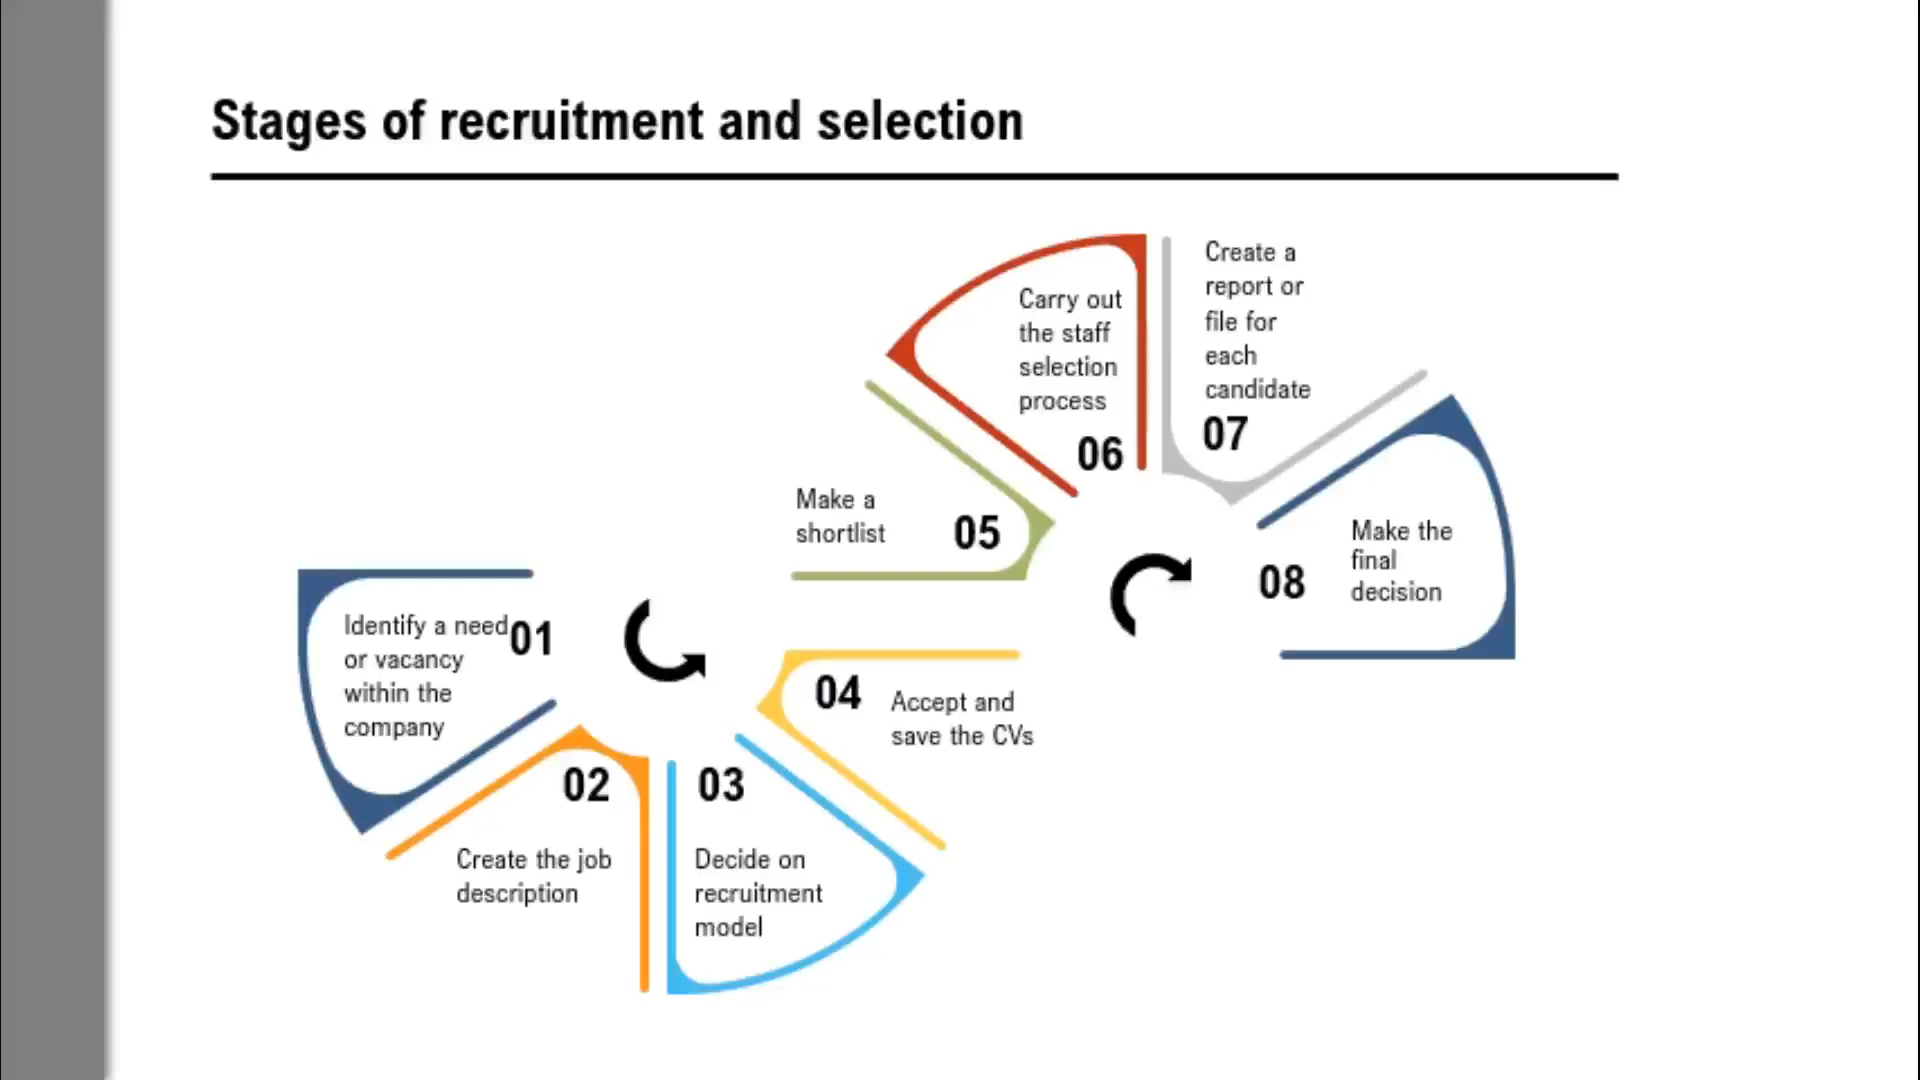 Stages of recruitment and selection
Identify a need
or vacancy
within the
company
01
02
Create the job
description
03
Decide on
recruitment
model
04
Accept and
save the CVs
Make a
shortlist
05
Carry out
the staff
selection
process
06
Create a
report or
file for
each
candidate
07
08
Make the
final
decision